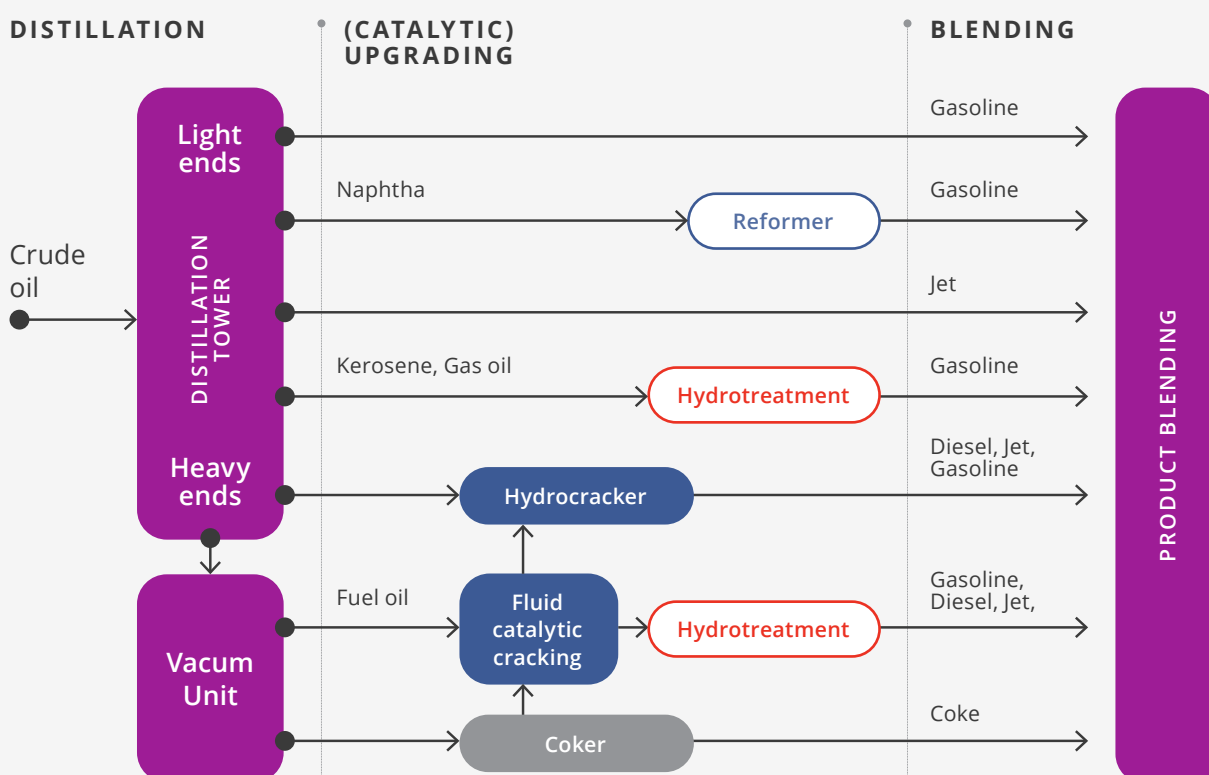 DISTILLATION
(CATALYTIC)
UPGRADING
BLENDING
Light
ends
Gasoline
Naphtha
Reformer
Gasoline
Crude
oil
DISTILLATION
TOWER
Jet
Kerosene, Gas oil
Hydrotreatment
Gasoline
Heavy
ends
Hydrocracker
Diesel, Jet,
Gasoline
PRODUCT BLENDING
Vacum
Unit
Fuel oil
Fluid
catalytic
cracking
Hydrotreatment
Gasoline,
Diesel, Jet,
Coker
Coke